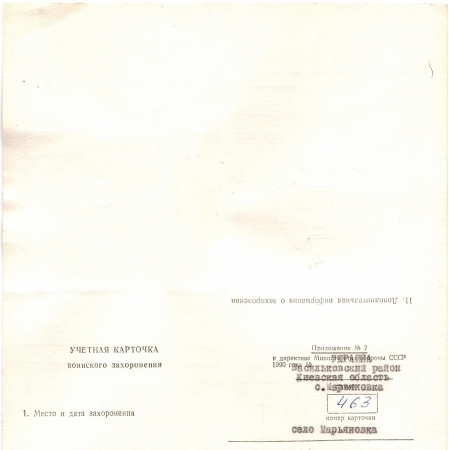 11. Дополнительная информация о захоронении
УЧЕТНАЯ КАРТОЧКА
воинского захоронения
Приложение № 2
к директиве обороны СССР
1990 года
УКРАИНА
Васильковский район
Киевская область
с. Марьяновка
463
номер карточки
1. Место и дата захоронения
село Марьяновка